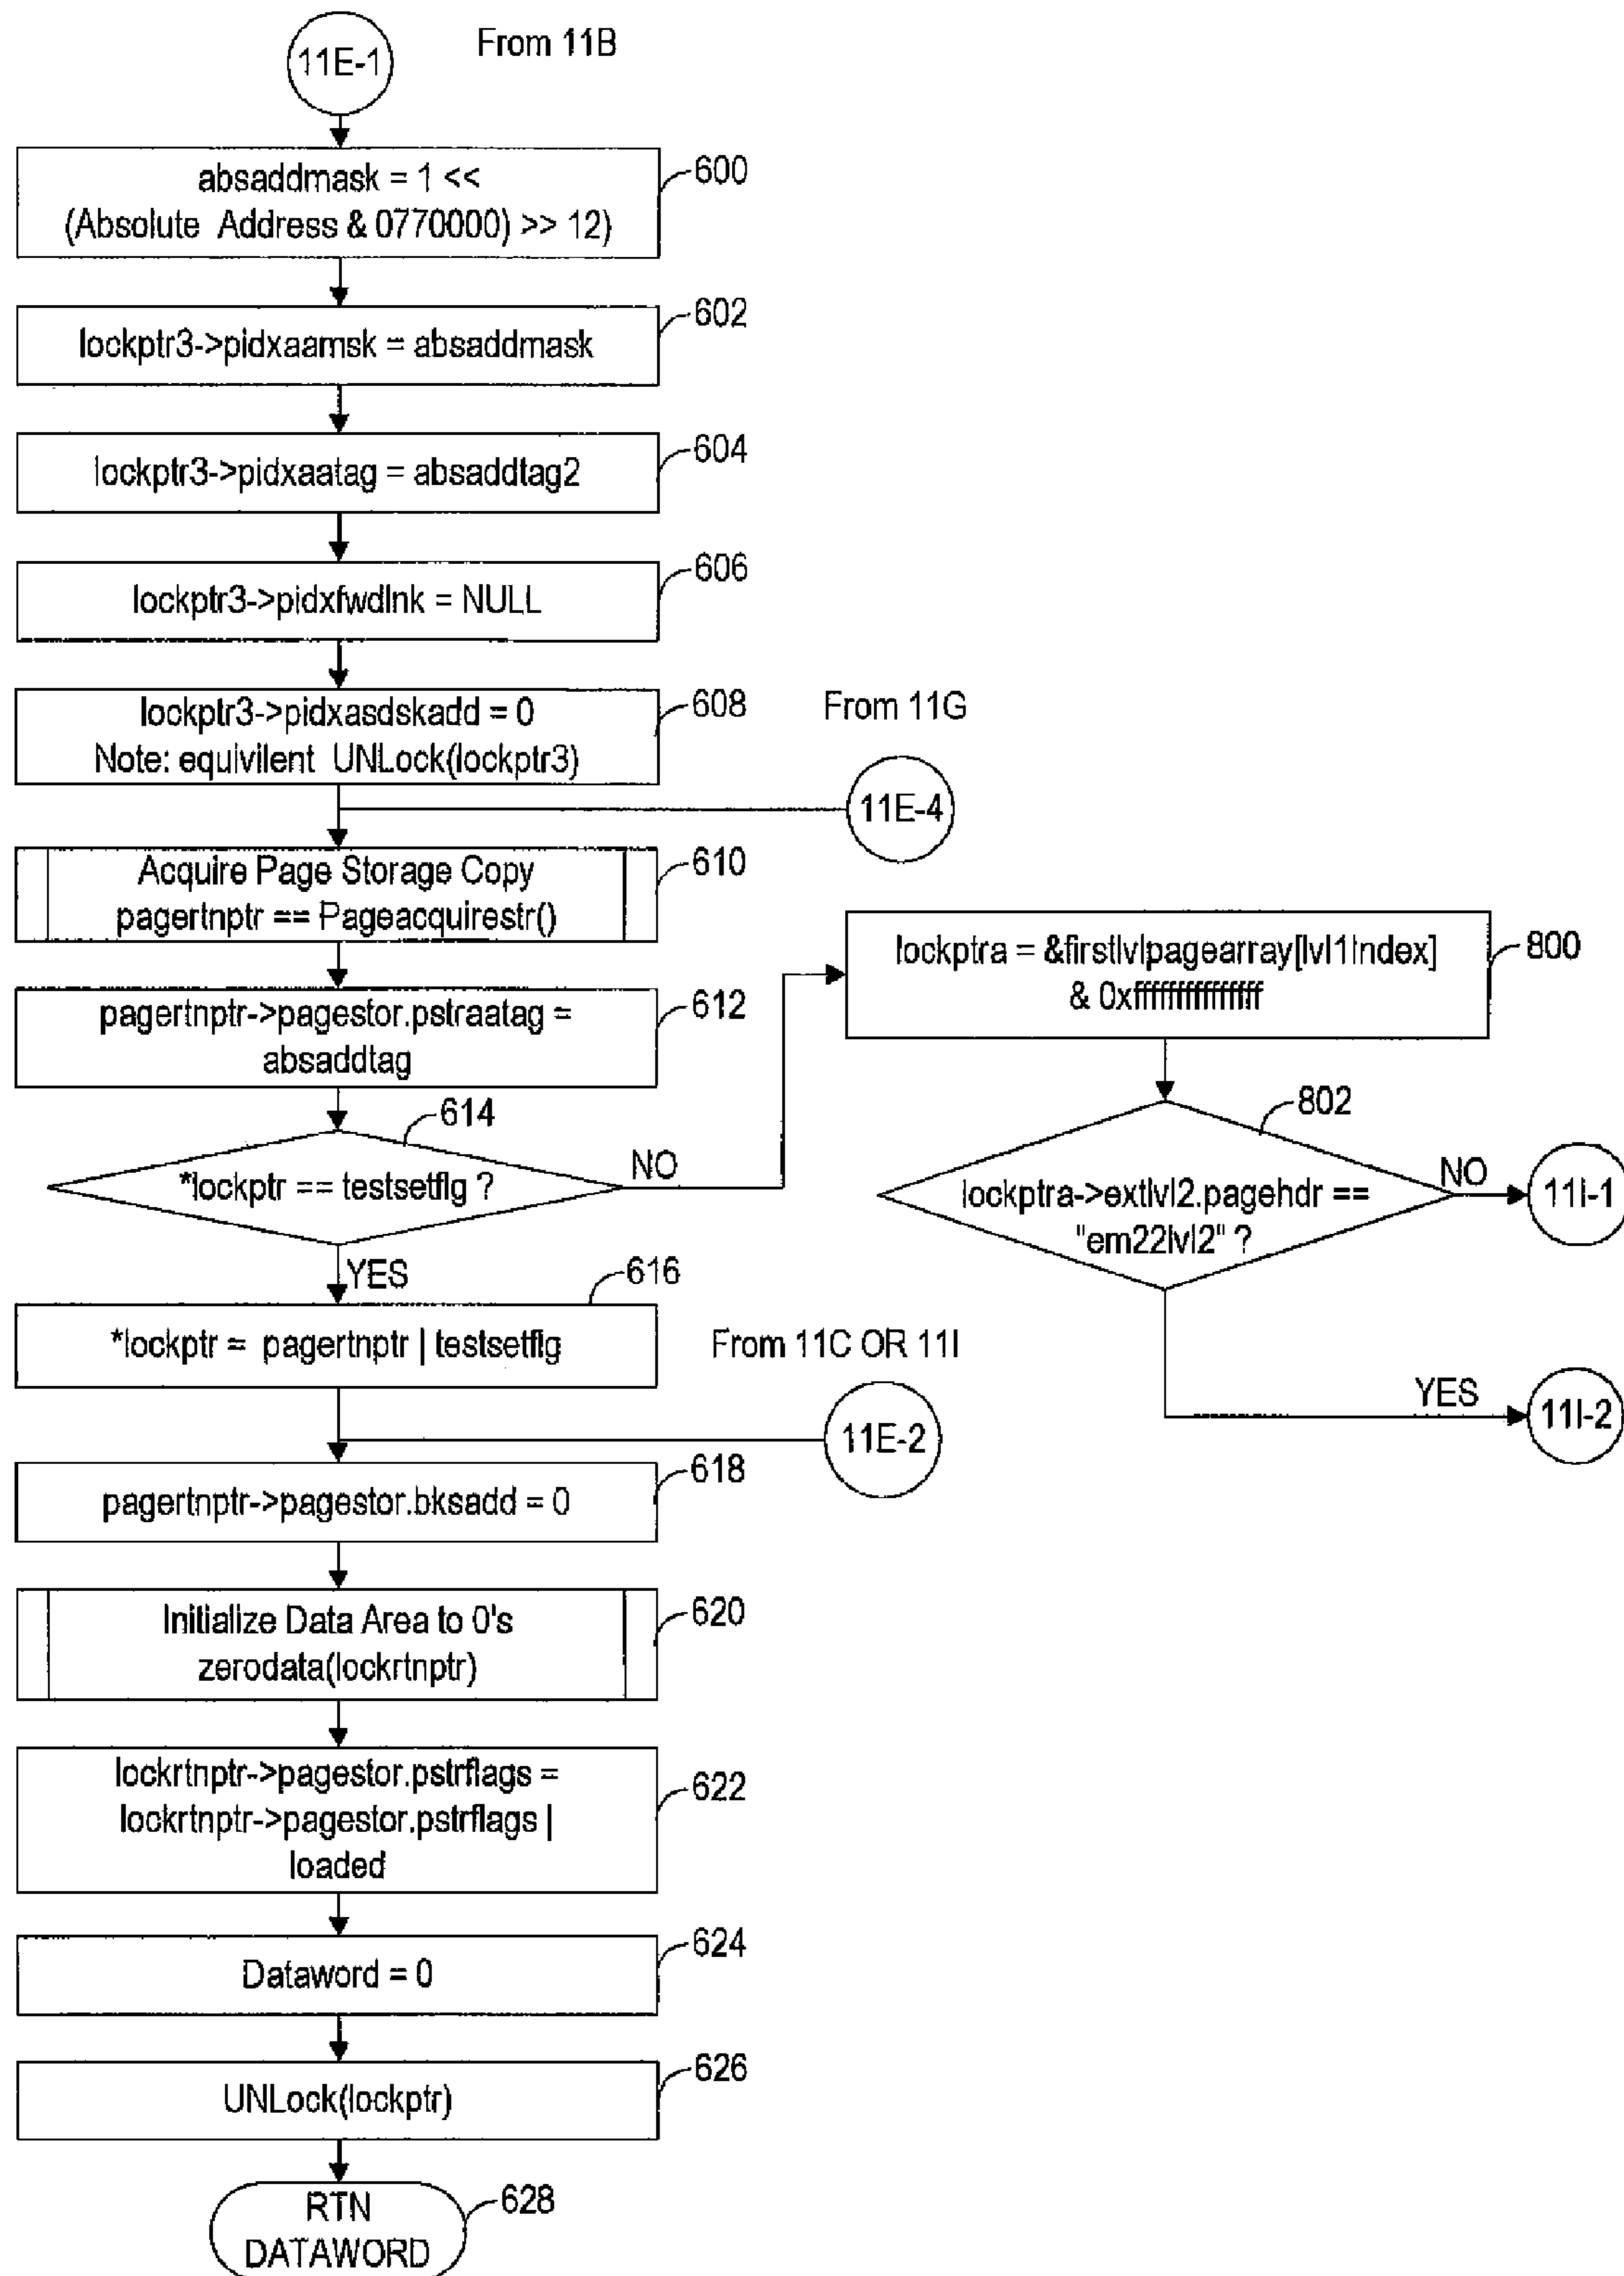 11E-1
From 11B
absaddmask = 1 <<
(Absolute Address & 0770000) >> 12)
600
lockptr3->pidxaamsk = absaddmask
602
lockptr3->pidxaatag = absaddtag2
604
lockptr3->pidxfwdlnk = NULL
606
lockptr3->pidxasdskadd = 0
Note: equivilent UNLock(lockptr3)
608
From 11G
11E-4
Acquire Page Storage Copy
pagertnptr == Pageacquirestr()
610
pagertnptr->pagestor.pstraatag =
absaddtag
612
*lockptr == testsetflg ?
614
NO
YES
lockptra = &firstlvlpagearray[lvl1Index]
& 0xfffffffffffffff
800
lockptra->extlvl2.pagehdr ==
"em22lvl2" ?
802
NO
11I-1
YES
11I-2
*lockptr = pagertnptr | testsetflg
616
From 11C OR 11I
11E-2
pagertnptr->pagestor.bksadd = 0
618
Initialize Data Area to 0's
zerodata(lockrtnptr)
620
lockrtnptr->pagestor.pstrflags =
lockrtnptr->pagestor.pstrflags |
loaded
622
Dataword = 0
624
UNLock(lockptr)
626
RTN
DATAWORD
628